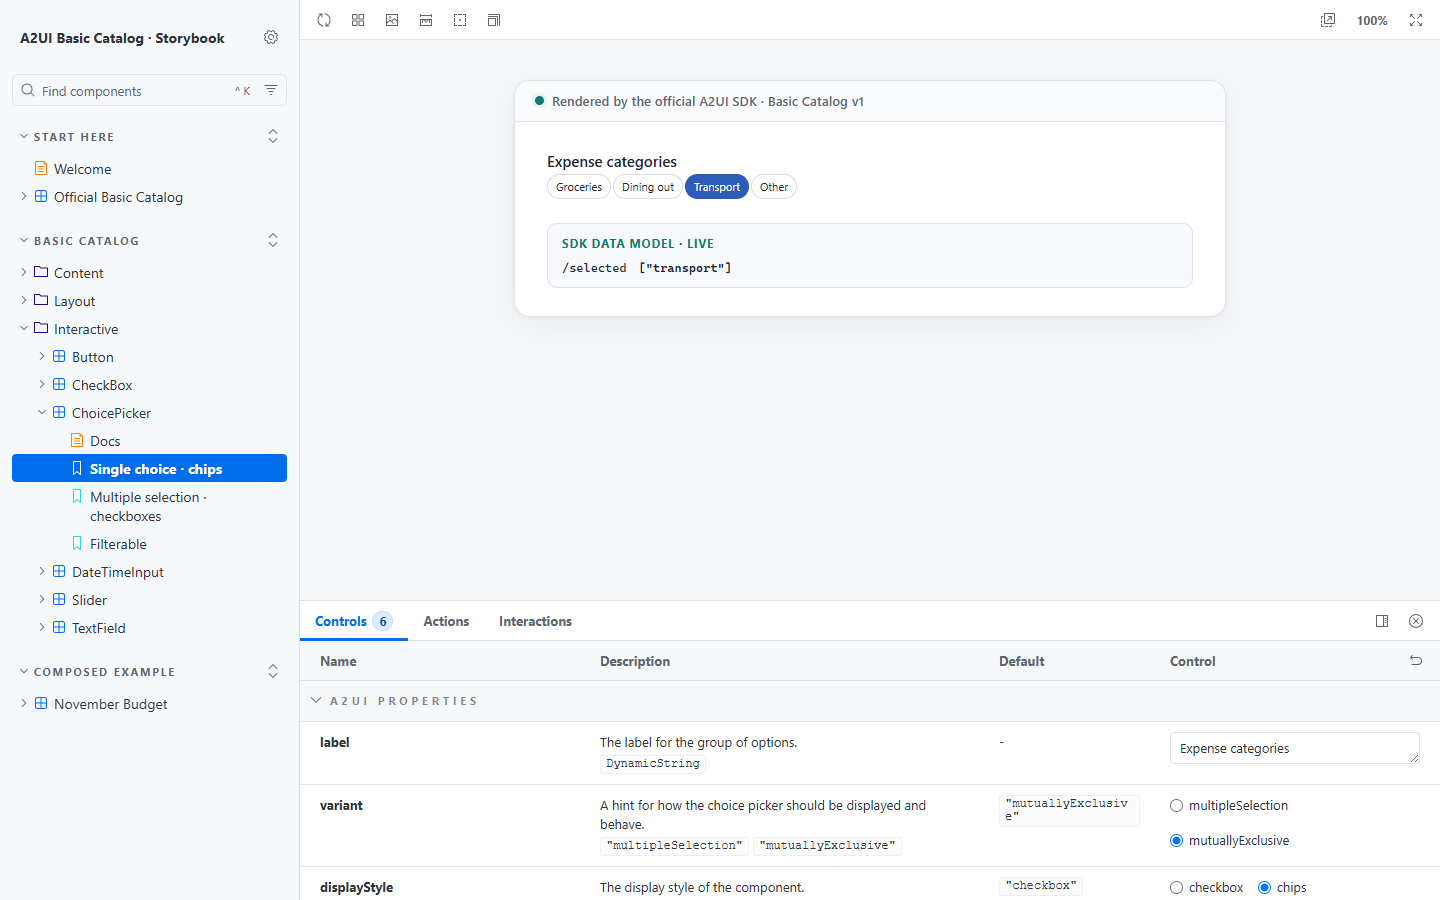 A2UI Basic Catalog · Storybook
Find components
^ K
START HERE
Welcome
Official Basic Catalog
BASIC CATALOG
Content
Layout
Interactive
Button
CheckBox
ChoicePicker
Docs
Single choice · chips
Multiple selection ·
checkboxes
Filterable
DateTimeInput
Slider
TextField
COMPOSED EXAMPLE
November Budget
100%
Rendered by the official A2UI SDK · Basic Catalog v1
Expense categories
Groceries Dining out Transport Other
SDK DATA MODEL · LIVE
/selected ["transport"]
Controls 6 Actions Interactions
Name Description Default Control
A2UI PROPERTIES
label The label for the group of options. - Expense categories
DynamicString
variant A hint for how the choice picker should be displayed and "mutuallyExclusiv multipleSelection
behave. e"
"multipleSelection" "mutuallyExclusive" mutuallyExclusive
displayStyle The display style of the component. "checkbox" checkbox chips